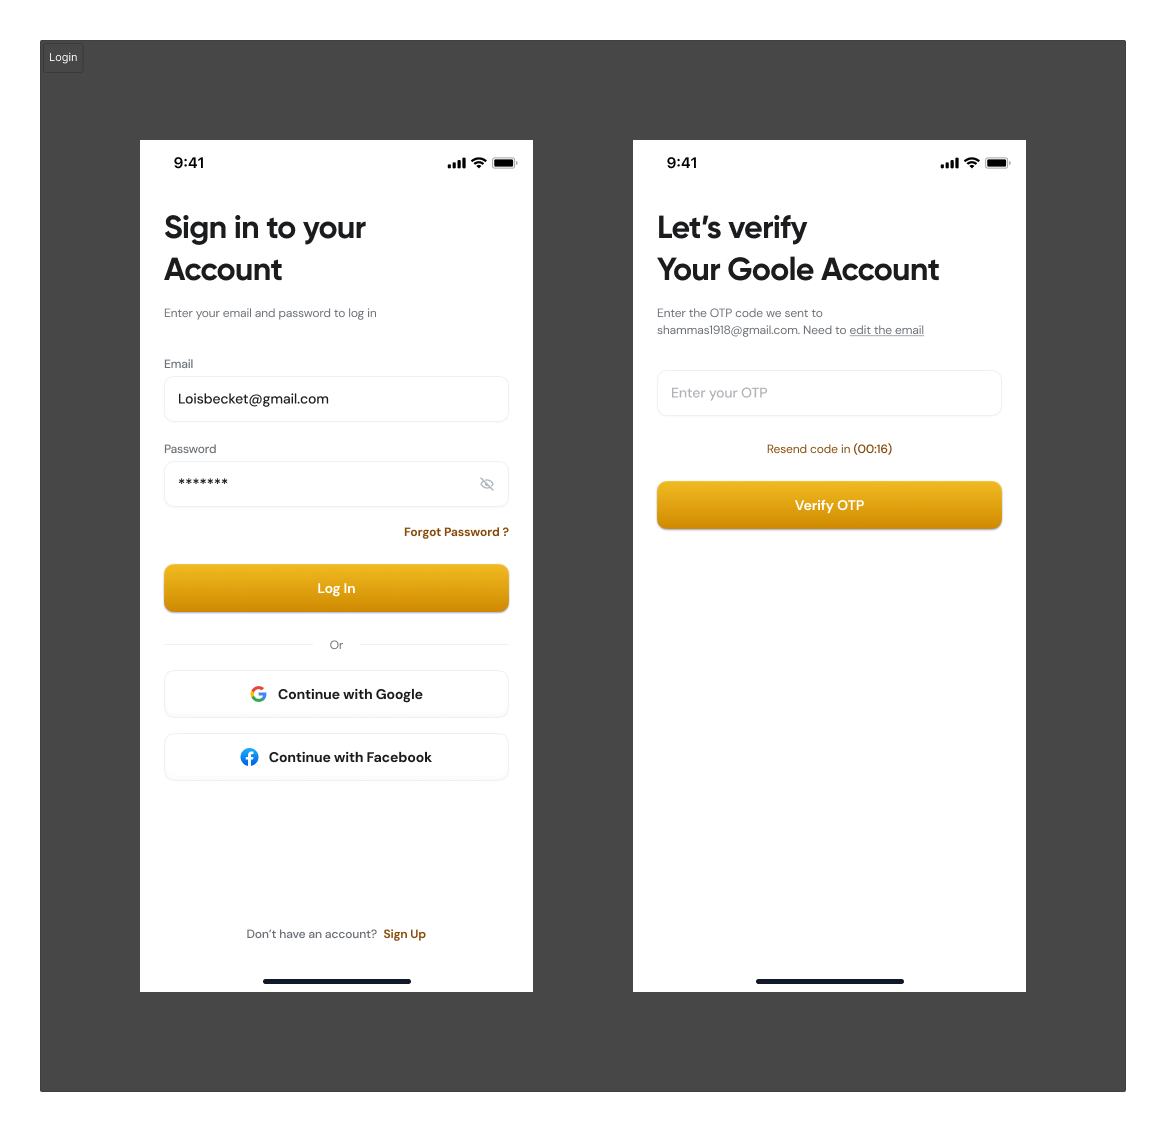 Login
9:41
Sign in to your
Account
Enter your email and password to log in
Email
Loisbecket@gmail.com
Password
*******
Forgot Password ?
Log In
Or
Continue with Google
Continue with Facebook
Don’t have an account? Sign Up
9:41
Let’s verify
Your Goole Account
Enter the OTP code we sent to
shammas1918@gmail.com. Need to edit the email
Enter your OTP
Resend code in (00:16)
Verify OTP